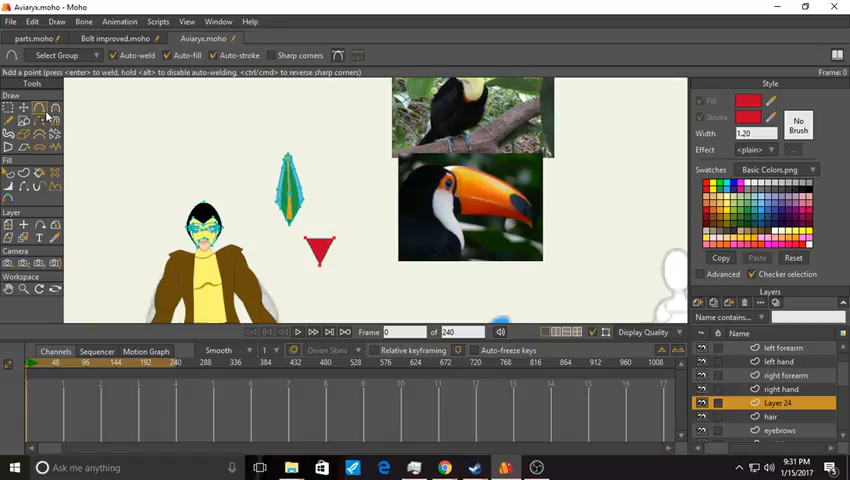 Aviaryx.moho - Moho
File Edit Draw Bone Animation Scripts View Window Help
parts.moho Bolt improved.moho Aviaryx.moho
Select Group Auto-weld Auto-fill Auto-stroke Sharp corners
Add a point (press <enter> to weld, hold <alt> to disable auto-welding, <ctrl/cmd> to reverse sharp corners) Frame: 0
Tools
Draw
Fill
Layer
Camera
Workspace
Style
Fill
Stroke
No Brush
Width 1.20
Effect <plain> ...
Swatches Basic Colors.png
Copy Paste Reset
Advanced Checker selection
Layers
Name contains...
Name
left forearm
left hand
right forearm
right hand
Layer 24
hair
eyebrows
Frame 0 of 240 Display Quality
Channels Sequencer Motion Graph Smooth 1 Onion Skins Relative keyframing Auto-freeze keys
48 96 144 192 240 288 336 384 432 480 528 576 624 672 720 768 816 864 912 960 1008
1 2 3 4 5 6 7 8 9 10 11 12 13 14 15 16 17
Ask me anything
9:31 PM
1/15/2017